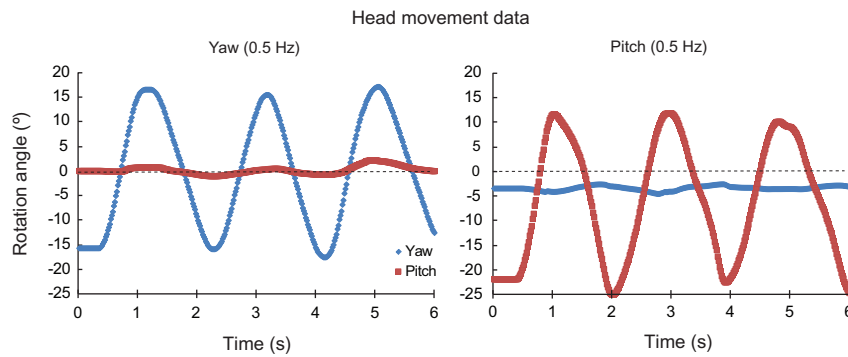 Head movement data
Yaw (0.5 Hz)
Pitch (0.5 Hz)
Rotation angle (º)
20
15
10
5
0
-5
-10
-15
-20
-25
Yaw
Pitch
0 1 2 3 4 5 6
Time (s)
20
15
10
5
0
-5
-10
-15
-20
-25
0 1 2 3 4 5 6
Time (s)